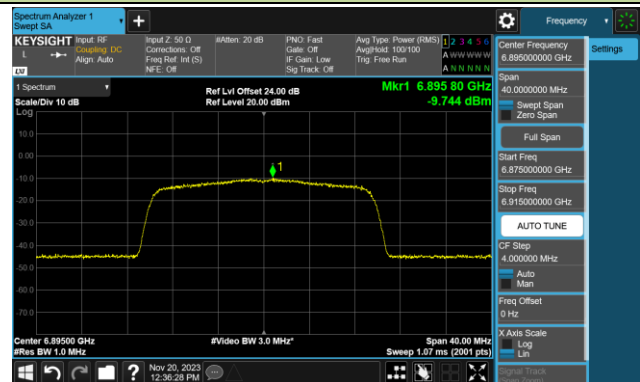 Spectrum Analyzer 1
Swept SA
Frequency
KEYSIGHT
L
LXI
Input: RF
Coupling: DC
Align: Auto
Input Z: 50 Ω
Corrections: Off
Freq Ref: Int (S)
NFE: Off
#Atten: 20 dB
PNO: Fast
Gate: Off
IF Gain: Low
Sig Track: Off
Avg Type: Power (RMS)
Avg|Hold: 100/100
Trig: Free Run
1 2 3 4 5 6
A W W W W W
A N N N N N
1 Spectrum
Scale/Div 10 dB
Log
Ref Lvl Offset 24.00 dB
Ref Level 20.00 dBm
Mkr1 6.895 80 GHz
-9.744 dBm
10.0
0.00
-10.0
-20.0
-30.0
-40.0
-50.0
-60.0
-70.0
1
Center 6.89500 GHz
#Res BW 1.0 MHz
#Video BW 3.0 MHz*
Span 40.00 MHz
Sweep 1.07 ms (2001 pts)
Nov 20, 2023
12:36:28 PM
Center Frequency
6.895000000 GHz
Settings
Span
40.0000000 MHz
Swept Span
Zero Span
Full Span
Start Freq
6.875000000 GHz
Stop Freq
6.915000000 GHz
AUTO TUNE
CF Step
4.000000 MHz
Auto
Man
Freq Offset
0 Hz
X Axis Scale
Log
Lin
Signal Track
(Span Zoom)